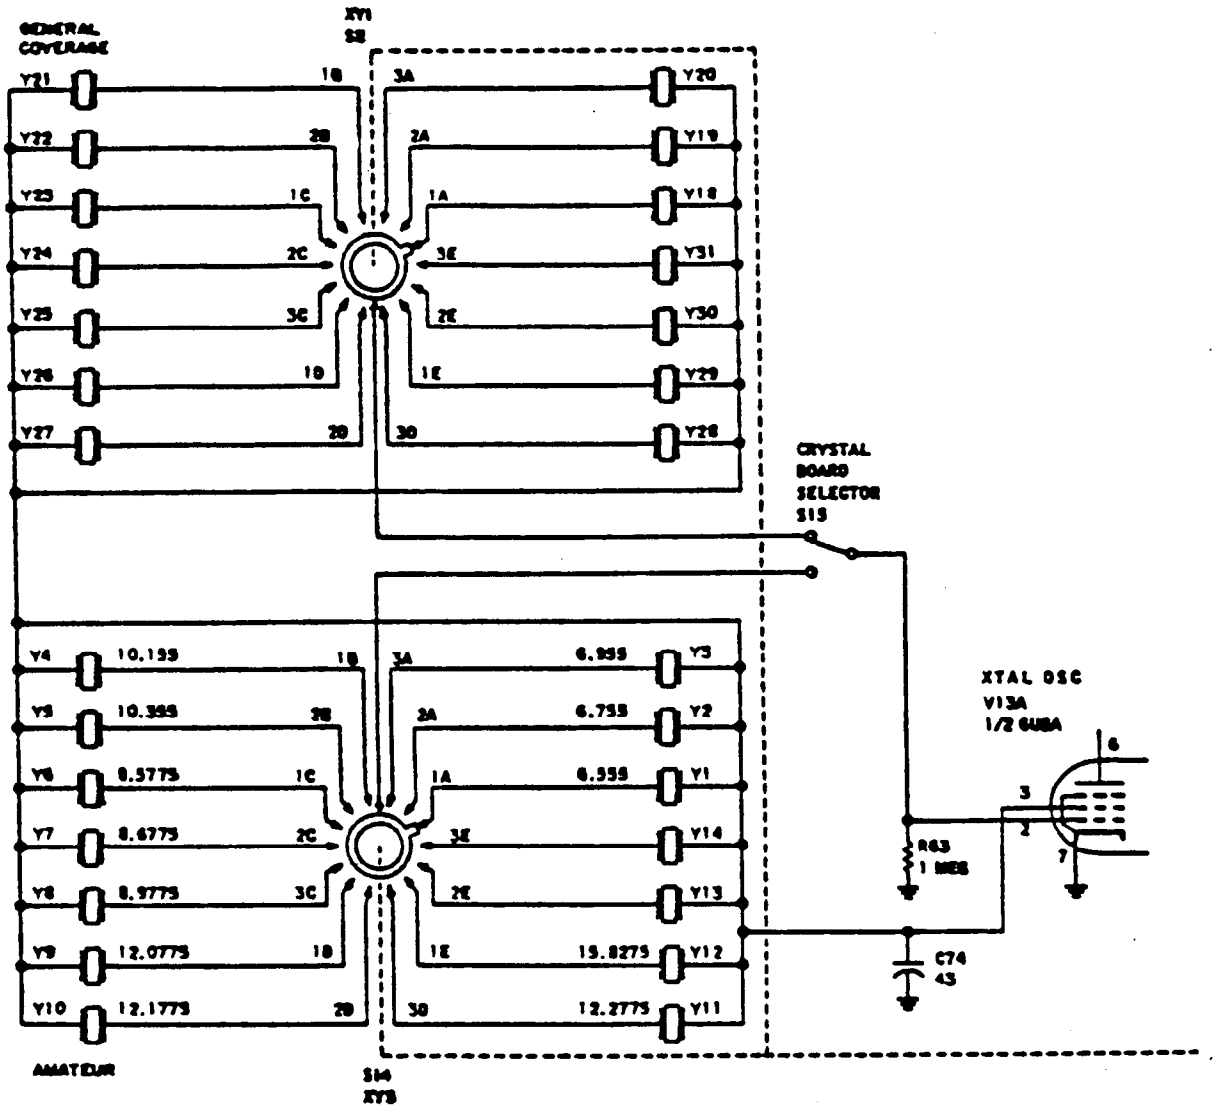 GENERAL
COVERAGE
XY1
S2
Y21 1B 3A Y20
Y22 2B 2A Y19
Y23 1C 1A Y18
Y24 2C 3E Y31
Y25 3C 2E Y30
Y26 1D 1E Y29
Y27 2D 3D Y28
CRYSTAL
BOARD
SELECTOR
S15
Y4 10.155 1B 3A 6.955 Y3
Y5 10.355 2B 2A 6.755 Y2
Y6 8.5775 1C 1A 6.555 Y1
Y7 8.6775 2C 3E Y14
Y8 8.9775 3C 2E Y13
Y9 12.0775 1D 1E 15.8275 Y12
Y10 12.1775 2D 3D 12.2775 Y11
XTAL OSC
V13A
1/2 6U8A
6
3
2
7
R63
1 MEG
C74
43
AMATEUR
S14